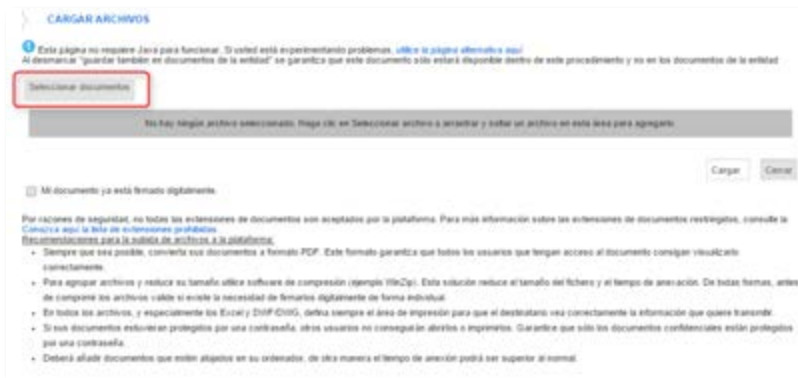 CARGAR ARCHIVOS
Esta página no requiere Java para funcionar. Si usted está experimentando problemas, utilice la página alternativa aquí
Al desmarcar "guardar también en documentos de la entidad" se garantiza que este documento sólo estará disponible dentro de este procedimiento y no en los documentos de la entidad
Seleccionar documentos
No hay ningún archivo seleccionado. Haga clic en Seleccionar archivo o arrastrar y soltar un archivo en esta área para agregarlo.
Cargar Cerrar
Mi documento ya está firmado digitalmente.
Por razones de seguridad, no todas las extensiones de documentos son aceptados por la plataforma. Para más información sobre las extensiones de documentos restringidos, consulte la
Conozca aquí la lista de extensiones prohibidas
Recomendaciones para la subida de archivos a la plataforma:
• Siempre que sea posible, convierta sus documentos a formato PDF. Este formato garantiza que todos los usuarios que tengan acceso al documento consigan visualizarlo
correctamente.
• Para agrupar archivos y reducir su tamaño utilice software de compresión (ejemplo WinZip). Esta solución reduce el tamaño del fichero y el tiempo de anexación. De todas formas, antes
de comprimir los archivos valide si existe la necesidad de firmarlos digitalmente de forma individual.
• En todos los archivos, y especialmente los Excel y DWF/DWG, defina siempre el área de impresión para que el destinatario vea correctamente la información que quiere transmitir.
• Si sus documentos estuvieran protegidos por una contraseña, otros usuarios no conseguirán abrirlos o imprimirlos. Garantice que sólo los documentos confidenciales están protegidos
por una contraseña.
• Deberá añadir documentos que estén alojados en su ordenador, de otra manera el tiempo de anexión podrá ser superior al normal.